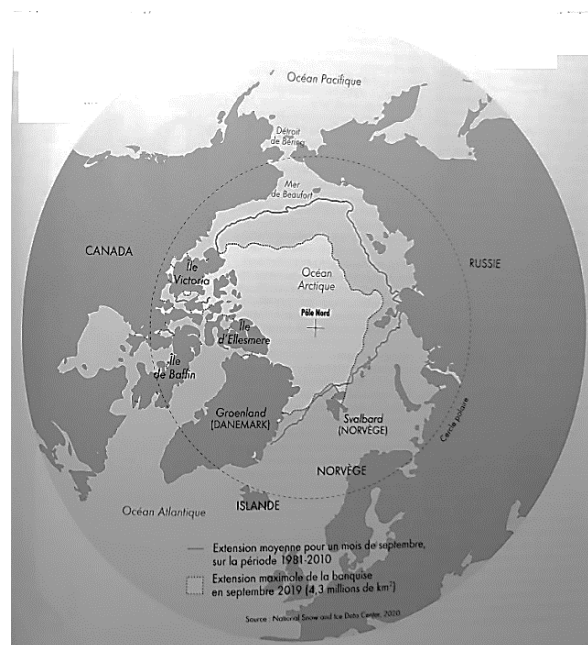 Océan Pacifique
Détroit
de Béring
Mer
de Beaufort
CANADA
RUSSIE
Île
Victoria
Océan
Arctique
Pôle Nord
Île
d'Ellesmere
Île
de Baffin
Groenland
(DANEMARK)
Svalbard
(NORVÈGE)
Cercle polaire
NORVÈGE
ISLANDE
Océan Atlantique
Extension moyenne pour un mois de septembre,
sur la période 1981-2010
Extension maximale de la banquise
en septembre 2019 (4,3 millions de km²)
Source : National Snow and Ice Data Center, 2020